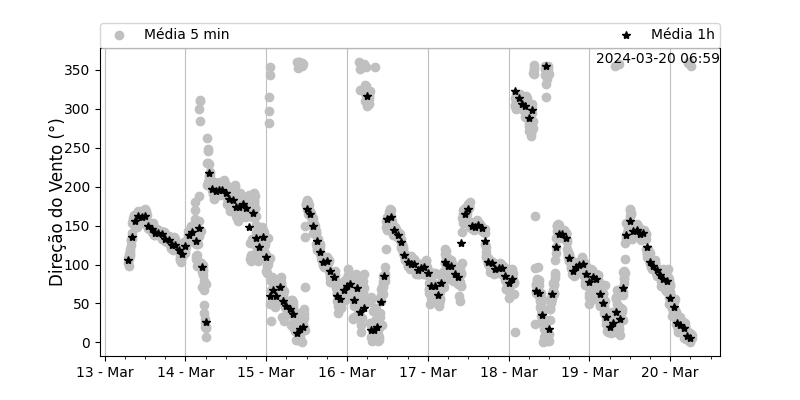 Média 5 min
Média 1h
2024-03-20 06:59
Direção do Vento (°)
350
300
250
200
150
100
50
0
13 - Mar
14 - Mar
15 - Mar
16 - Mar
17 - Mar
18 - Mar
19 - Mar
20 - Mar